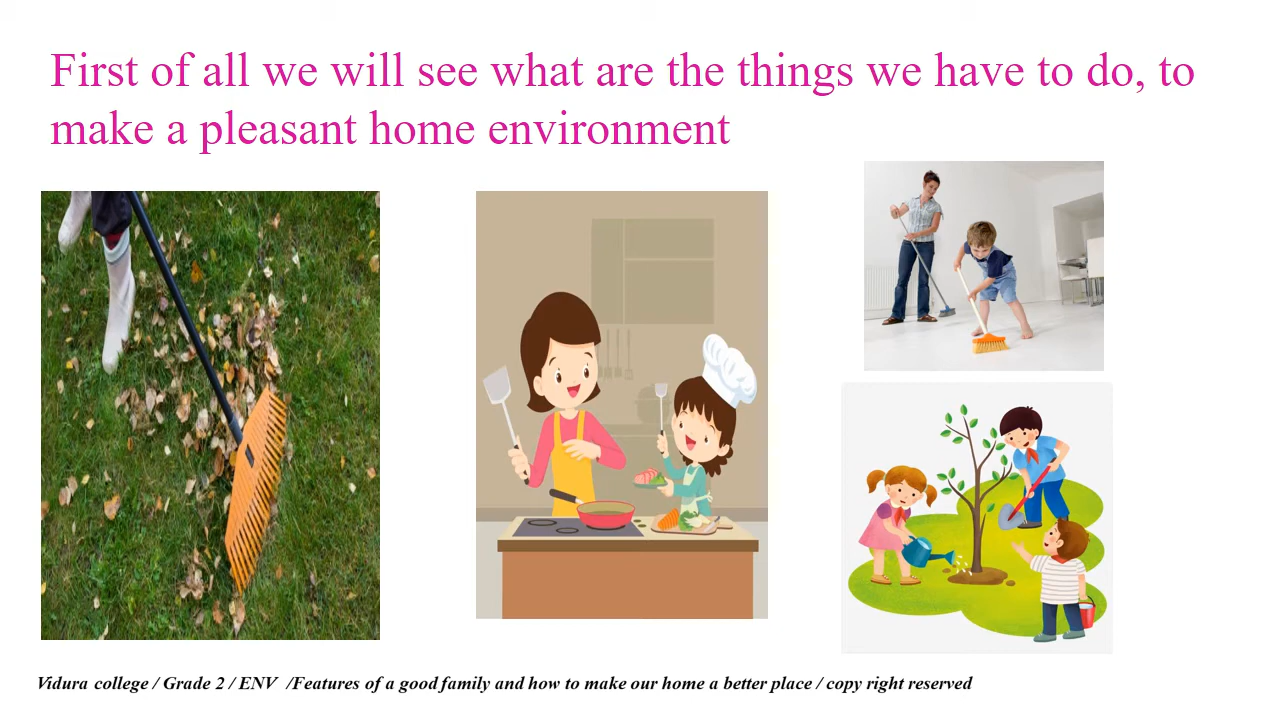 First of all we will see what are the things we have to do, to
make a pleasant home environment
Vidura college / Grade 2 / ENV /Features of a good family and how to make our home a better place / copy right reserved